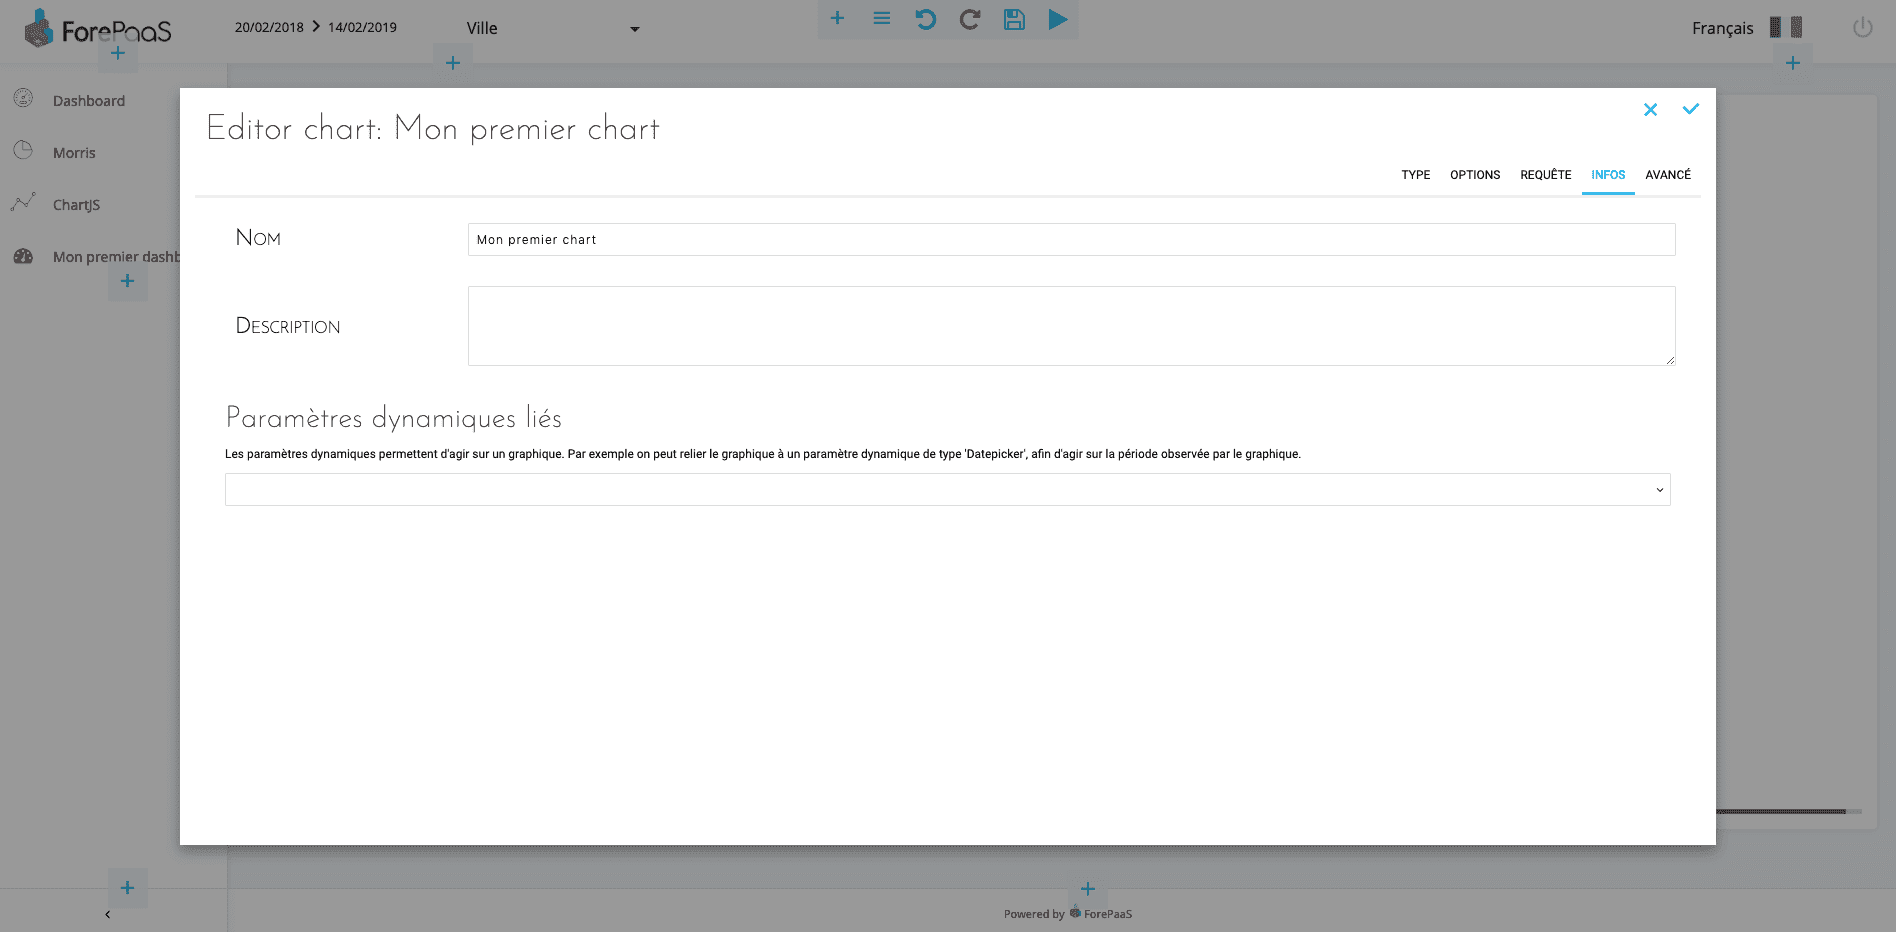 ForePaaS
20/02/2018 14/02/2019
Ville
Français
Dashboard
Morris
ChartJS
Mon premier dashb
Editor chart: Mon premier chart
TYPE OPTIONS REQUÊTE INFOS AVANCÉ
Nom
Mon premier chart
Description
Paramètres dynamiques liés
Les paramètres dynamiques permettent d'agir sur un graphique. Par exemple on peut relier le graphique à un paramètre dynamique de type 'Datepicker', afin d'agir sur la période observée par le graphique.
Powered by ForePaaS